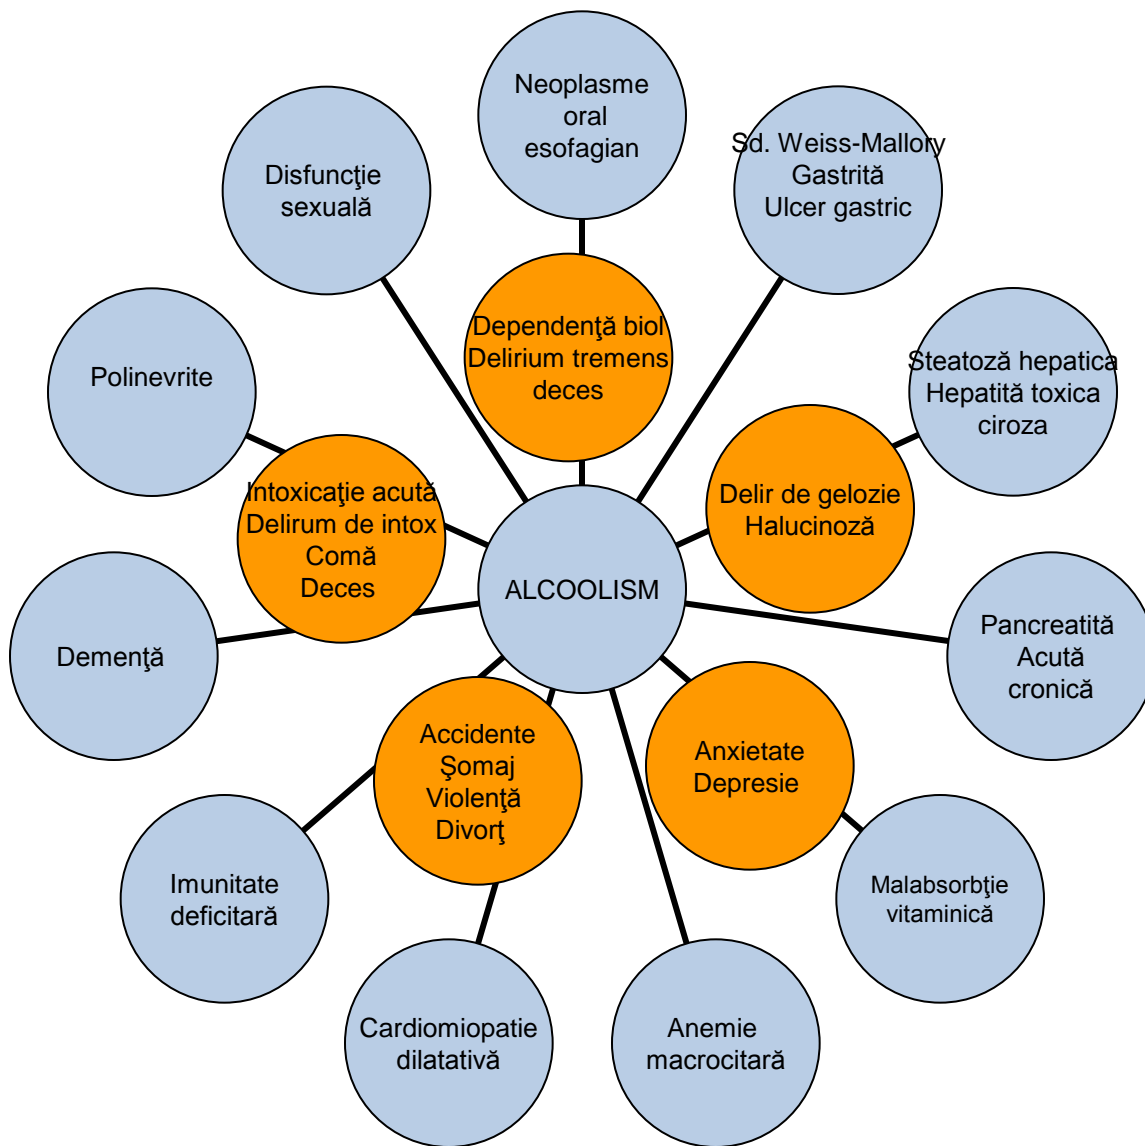 Neoplasme
oral
esofagian
Sd. Weiss-Mallory
Gastrită
Ulcer gastric
Disfuncţie
sexuală
Dependenţă biol
Delirium tremens
deces
Steatoză hepatica
Hepatită toxica
ciroza
Polinevrite
Intoxicaţie acută
Delirum de intox
Comă
Deces
Delir de gelozie
Halucinoză
ALCOOLISM
Pancreatită
Acută
cronică
Demenţă
Accidente
Şomaj
Violenţă
Divorţ
Anxietate
Depresie
Imunitate
deficitară
Malabsorbţie
vitaminică
Cardiomiopatie
dilatativă
Anemie
macrocitară